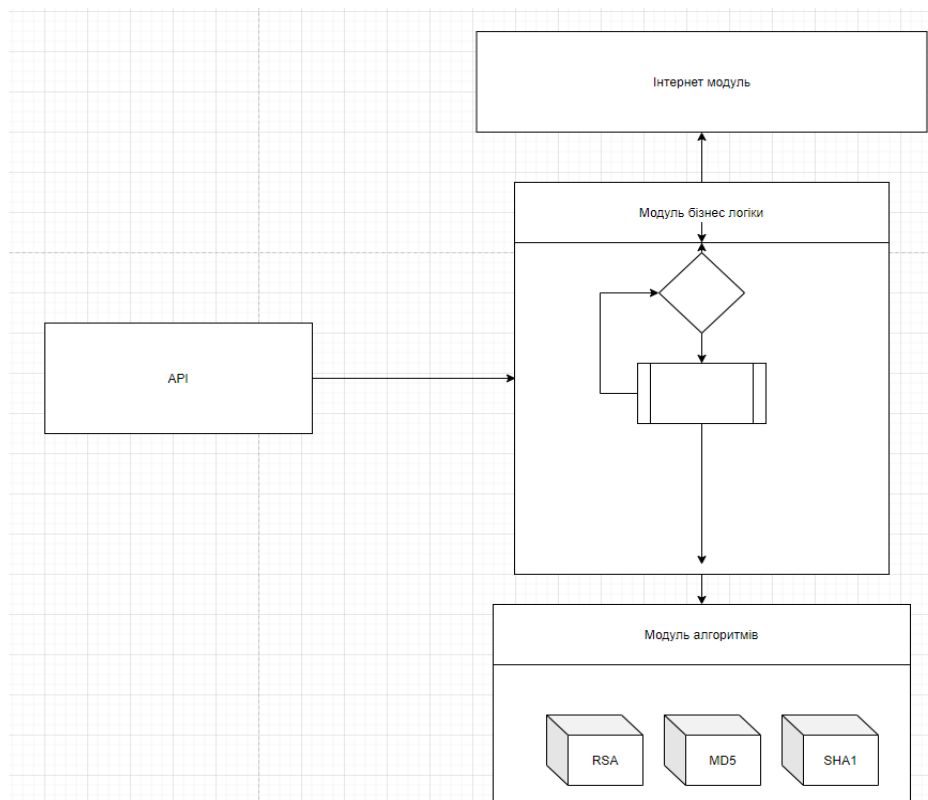 Інтернет модуль
Модуль бізнес логіки
API
Модуль алгоритмів
RSA
MD5
SHA1